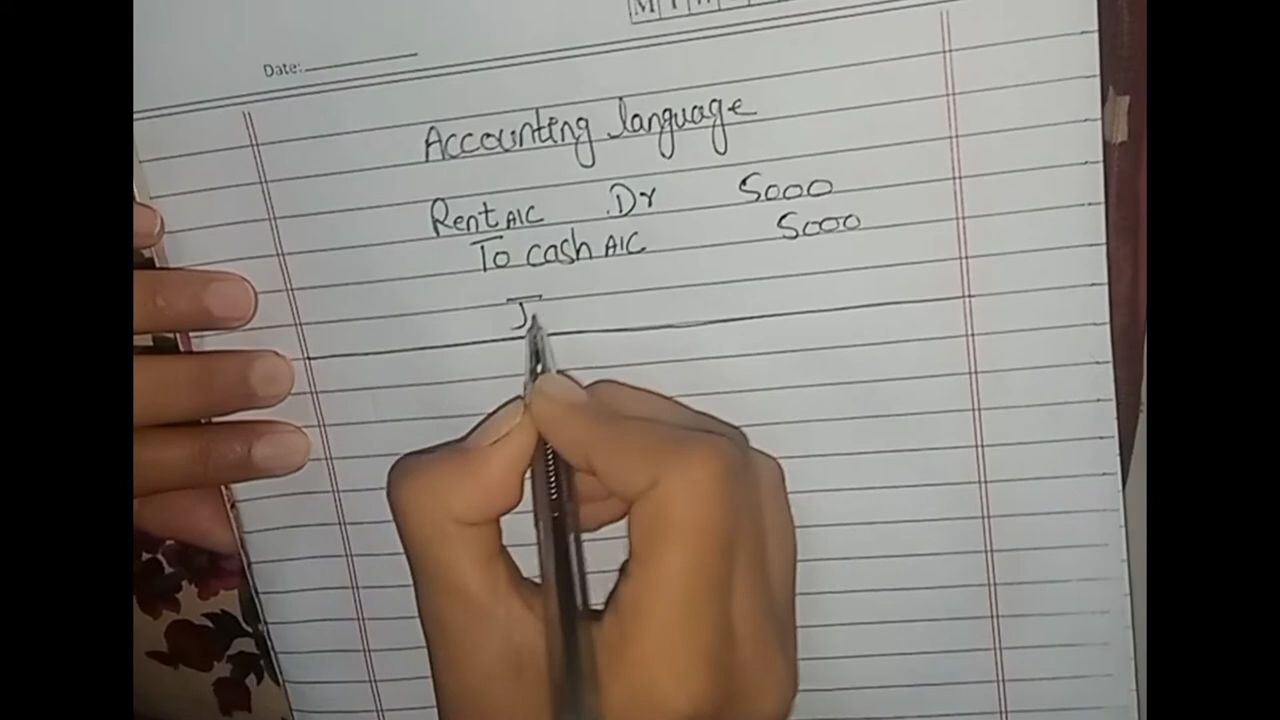 Date:
Accounting language
Rent A/C .Dr 5000
To cash A/C 5000
J